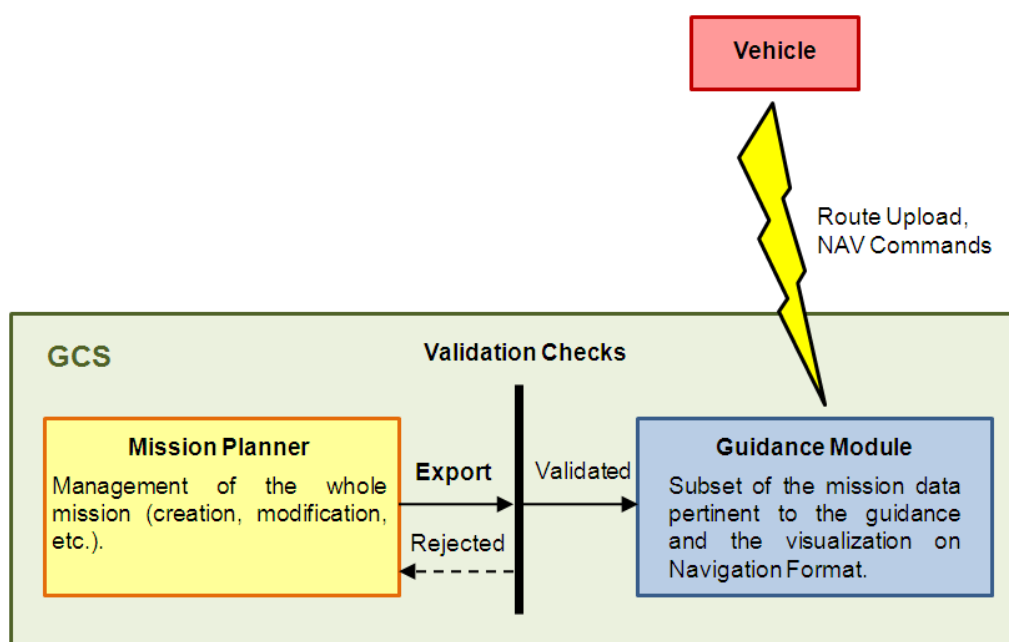 Vehicle
Route Upload,
NAV Commands
GCS
Validation Checks
Mission Planner
Management of the whole
mission (creation, modification,
etc.).
Export
Rejected
Validated
Guidance Module
Subset of the mission data
pertinent to the guidance
and the visualization on
Navigation Format.